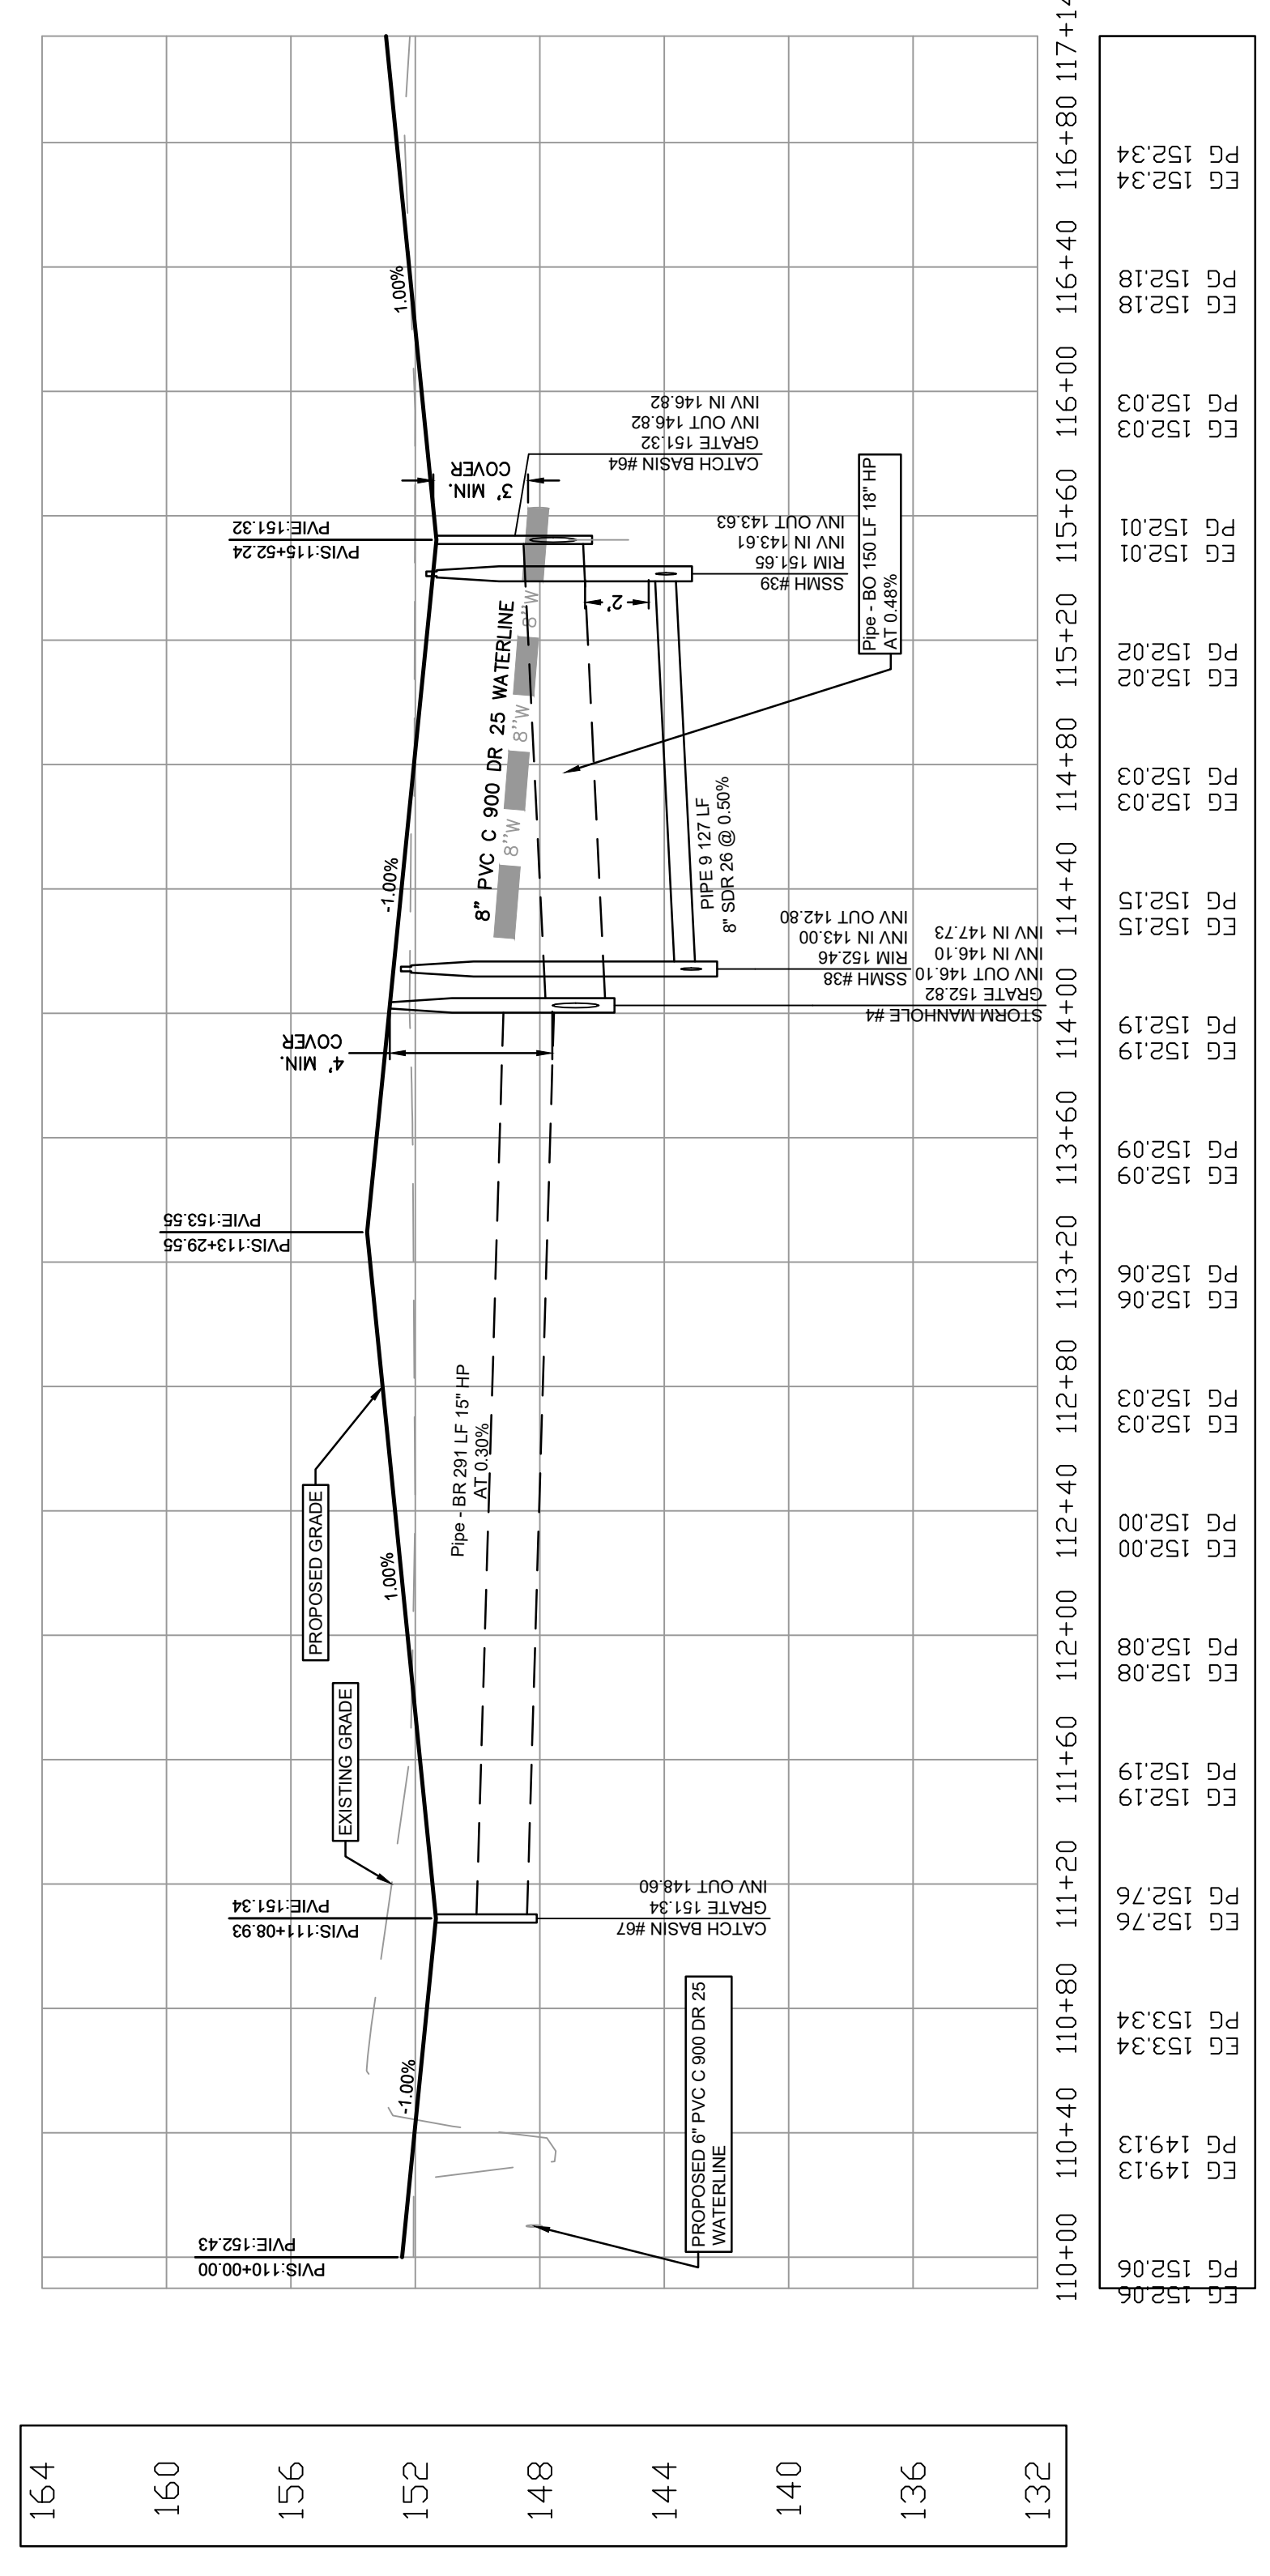 164
160
156
152
148
144
140
136
132
PVIS:110+00.00
PVIE:152.43
-1.00%
PVIS:111+08.93
PVIE:151.34
EXISTING GRADE
PROPOSED GRADE
1.00%
PVIS:113+29.55
PVIE:153.55
4' MIN.
COVER
-1.00%
PVIS:115+52.24
PVIE:151.32
3' MIN.
COVER
1.00%
PROPOSED 6" PVC C 900 DR 25
WATERLINE
CATCH BASIN #67
GRATE 151.34
INV OUT 148.60
Pipe - BR 291 LF 15" HP
AT 0.30%
STORM MANHOLE #4
GRATE 152.82
INV OUT 146.10
INV IN 146.10
INV IN 147.73
SSMH #38
RIM 152.46
INV IN 143.00
INV OUT 142.80
8" PVC C 900 DR 25 WATERLINE
8"W
8"W
8"W
PIPE 9 127 LF
8" SDR 26 @ 0.50%
2'
SSMH #39
RIM 151.65
INV IN 143.61
INV OUT 143.63
Pipe - BO 150 LF 18" HP
AT 0.48%
CATCH BASIN #64
GRATE 151.32
INV OUT 146.82
INV IN 146.82
110+00
110+40
110+80
111+20
111+60
112+00
112+40
112+80
113+20
113+60
114+00
114+40
114+80
115+20
115+60
116+00
116+40
116+80
117+14
EG 152.06
PG 152.06
EG 149.13
PG 149.13
EG 153.34
PG 153.34
EG 152.76
PG 152.76
EG 152.19
PG 152.19
EG 152.08
PG 152.08
EG 152.00
PG 152.00
EG 152.03
PG 152.03
EG 152.06
PG 152.06
EG 152.09
PG 152.09
EG 152.19
PG 152.19
EG 152.15
PG 152.15
EG 152.03
PG 152.03
EG 152.02
PG 152.02
EG 152.01
PG 152.01
EG 152.03
PG 152.03
EG 152.18
PG 152.18
EG 152.34
PG 152.34